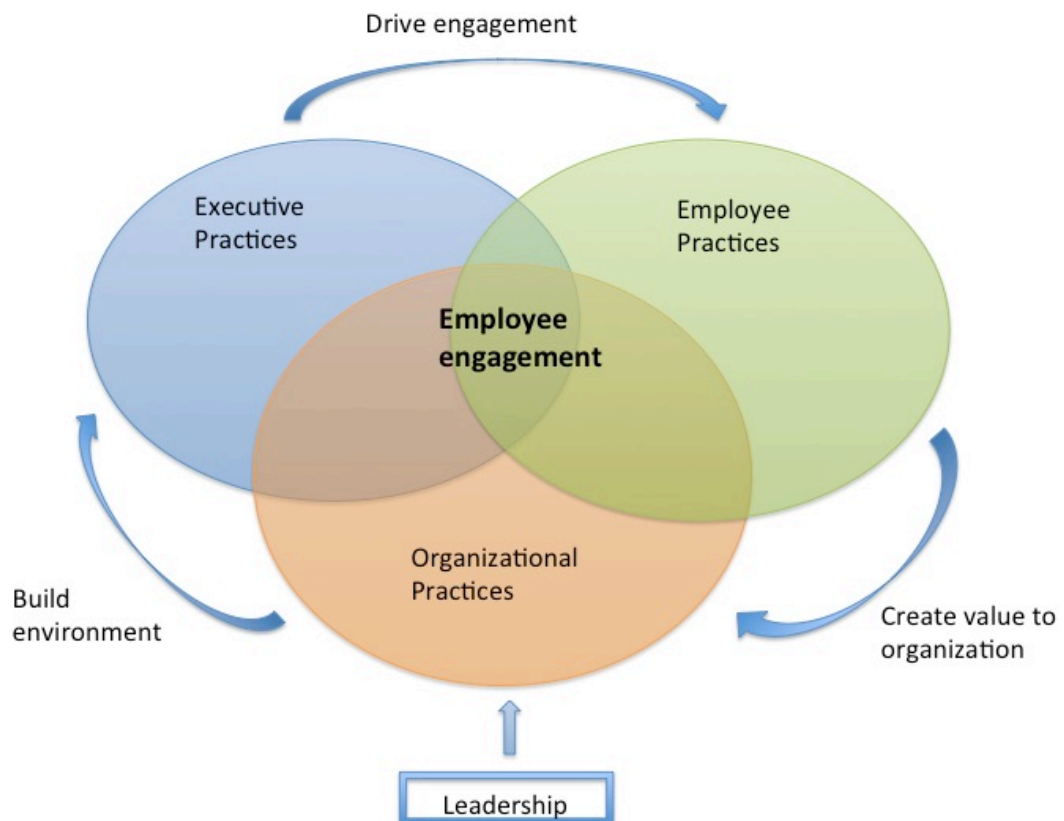 Drive engagement
Executive
Practices
Employee
Practices
Employee
engagement
Organizational
Practices
Build
environment
Create value to
organization
Leadership